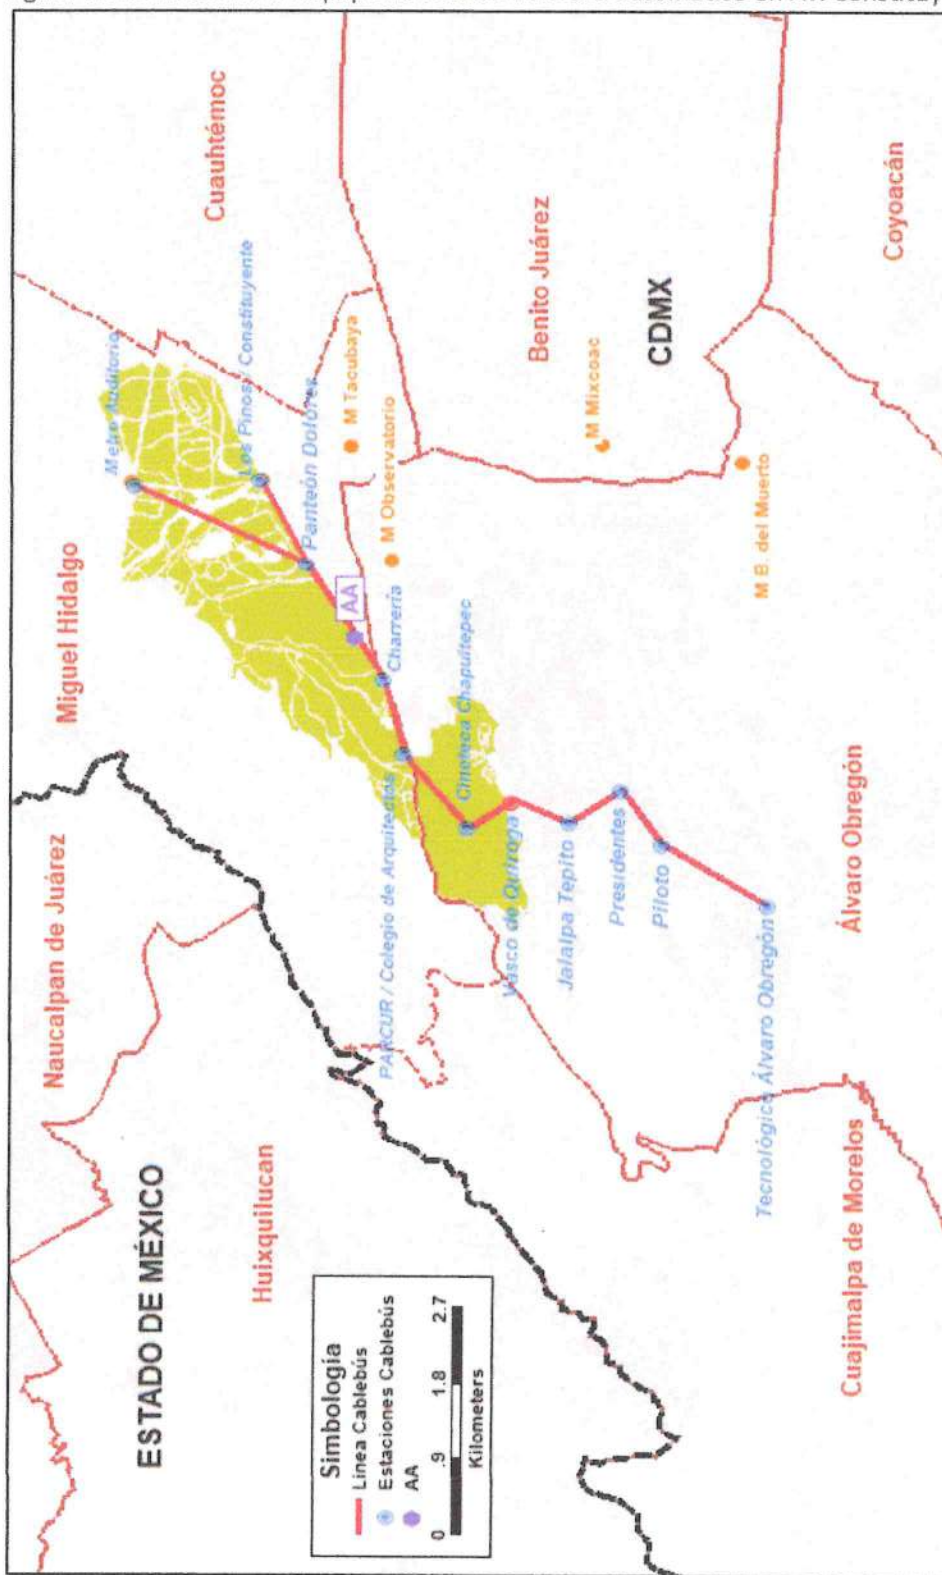 ESTADO DE MÉXICO
Naucalpan de Juárez
Huixquilucan
Miguel Hidalgo
Cuauhtémoc
Metro Auditorio
Los Pinos / Constituyente
Panteón Dolores
AA
M Tacubaya
M Observatorio
Charrería
PARCUR / Colegio de Arquitectos
Cineteca Chapultepec
Vasco de Quiroga
Jalalpa Tepito
Presidentes
Piloto
Tecnológico Álvaro Obregón
Benito Juárez
CDMX
M Mixcoac
M B. del Muerto
Coyoacán
Álvaro Obregón
Cuajimalpa de Morelos
Simbología
Línea Cablebús
Estaciones Cablebús
AA
0 .9 1.8 2.7
Kilometers